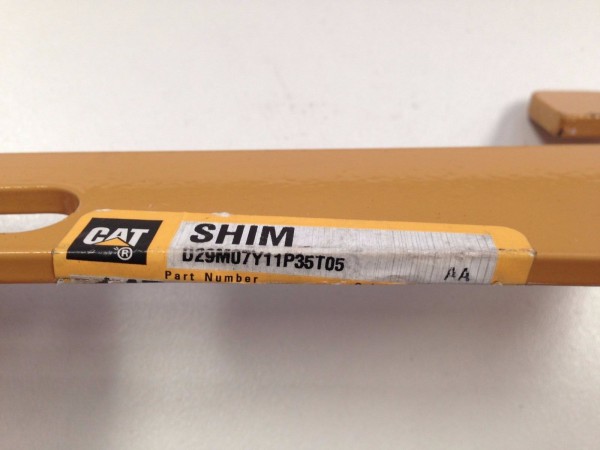 CAT®
SHIM
D29M07Y11P35T05
AA
Part Number